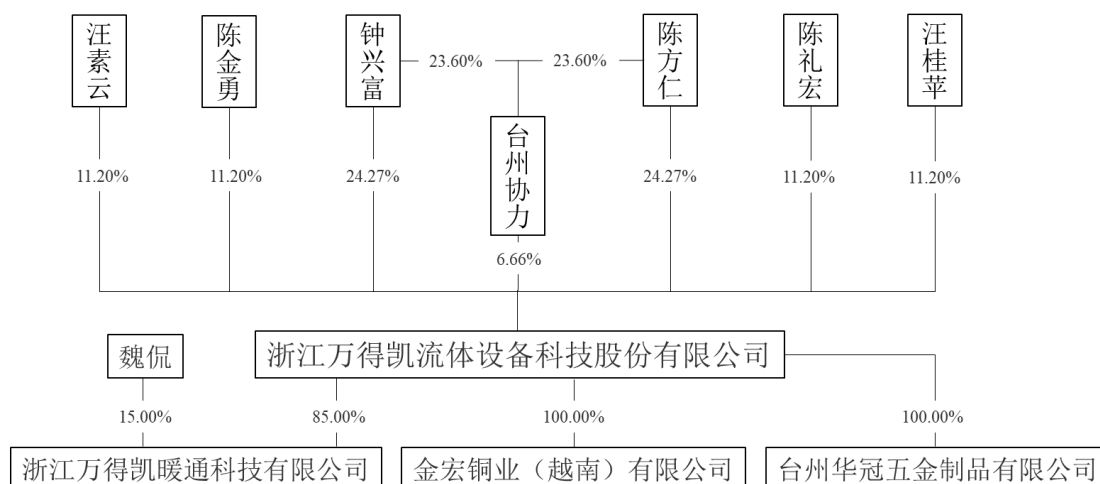 汪素云
陈金勇
钟兴富
陈方仁
陈礼宏
汪桂苹
23.60%
23.60%
台州协力
11.20%
11.20%
24.27%
24.27%
11.20%
11.20%
6.66%
魏侃
浙江万得凯流体设备科技股份有限公司
15.00%
85.00%
100.00%
100.00%
浙江万得凯暖通科技有限公司
金宏铜业（越南）有限公司
台州华冠五金制品有限公司